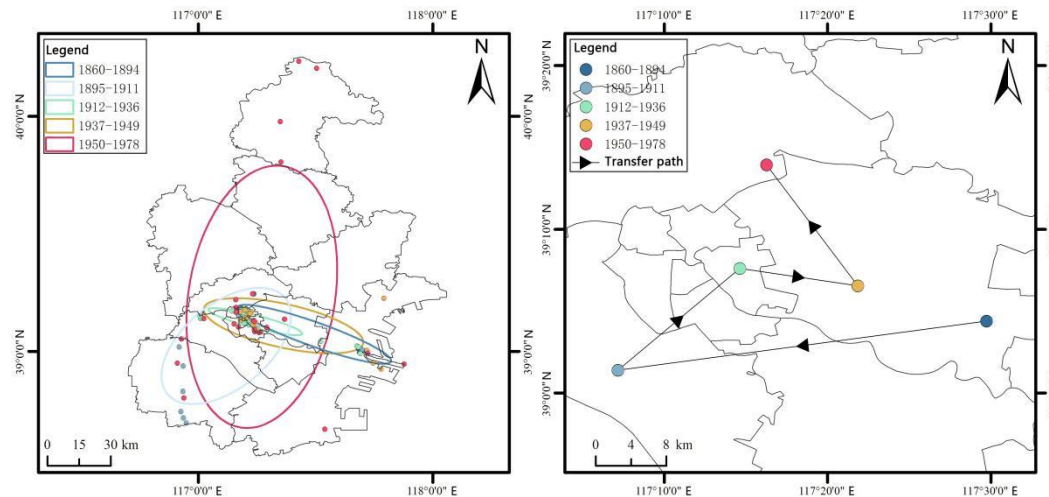 117°0'0" E
118°0'0" E
Legend
1860-1894
1895-1911
1912-1936
1937-1949
1950-1978
N
40°0'0"N
39°0'0"N
0 15 30 km
117°0'0" E
118°0'0" E
117°10'0" E
117°20'0" E
117°30'0" E
Legend
1860-1894
1895-1911
1912-1936
1937-1949
1950-1978
Transfer path
N
39°20'0"N
39°10'0"N
39°0'0"N
0 4 8 km
117°10'0" E
117°20'0" E
117°30'0" E